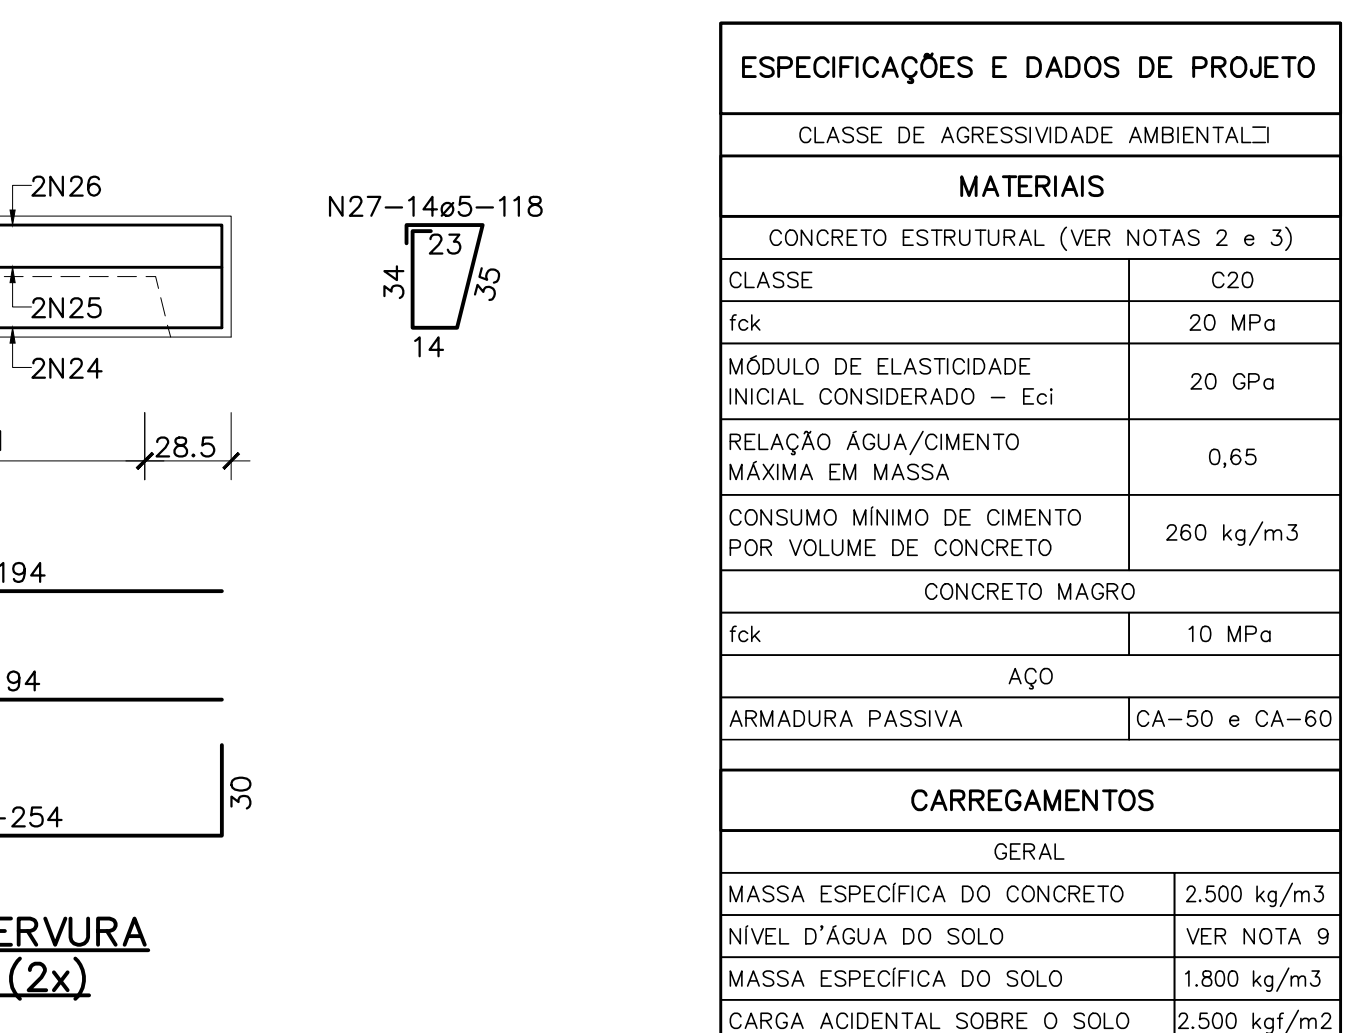 2N26
2N25
2N24
N27-14ø5-118
23
34
35
14
28.5
194
94
30
-254
ERVURA
(2x)
ESPECIFICAÇÕES E DADOS DE PROJETO
CLASSE DE AGRESSIVIDADE AMBIENTAL I
MATERIAIS
CONCRETO ESTRUTURAL (VER NOTAS 2 e 3)
CLASSE C20
fck 20 MPa
MÓDULO DE ELASTICIDADE
INICIAL CONSIDERADO – Eci 20 GPa
RELAÇÃO ÁGUA/CIMENTO
MÁXIMA EM MASSA 0,65
CONSUMO MÍNIMO DE CIMENTO
POR VOLUME DE CONCRETO 260 kg/m3
CONCRETO MAGRO
fck 10 MPa
AÇO
ARMADURA PASSIVA CA-50 e CA-60
CARREGAMENTOS
GERAL
MASSA ESPECÍFICA DO CONCRETO 2.500 kg/m3
NÍVEL D'ÁGUA DO SOLO VER NOTA 9
MASSA ESPECÍFICA DO SOLO 1.800 kg/m3
CARGA ACIDENTAL SOBRE O SOLO 2.500 kgf/m2